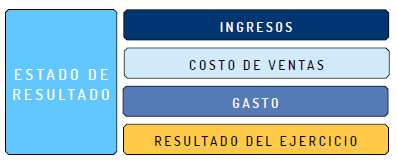 ESTADO DE
RESULTADO
INGRESOS
COSTO DE VENTAS
GASTO
RESULTADO DEL EJERCICIO